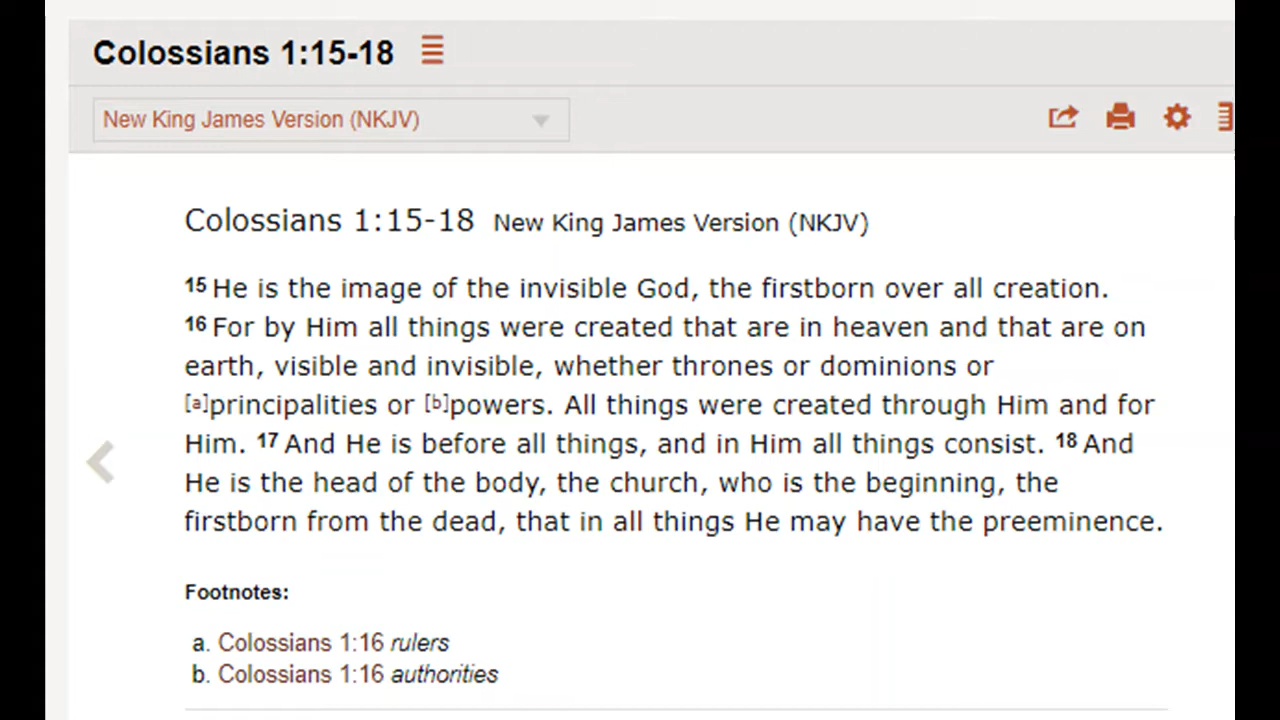 Colossians 1:15-18
New King James Version (NKJV)
Colossians 1:15-18 New King James Version (NKJV)
15 He is the image of the invisible God, the firstborn over all creation.
16 For by Him all things were created that are in heaven and that are on
earth, visible and invisible, whether thrones or dominions or
[a]principalities or [b]powers. All things were created through Him and for
Him. 17 And He is before all things, and in Him all things consist. 18 And
He is the head of the body, the church, who is the beginning, the
firstborn from the dead, that in all things He may have the preeminence.
Footnotes:
a. Colossians 1:16 rulers
b. Colossians 1:16 authorities